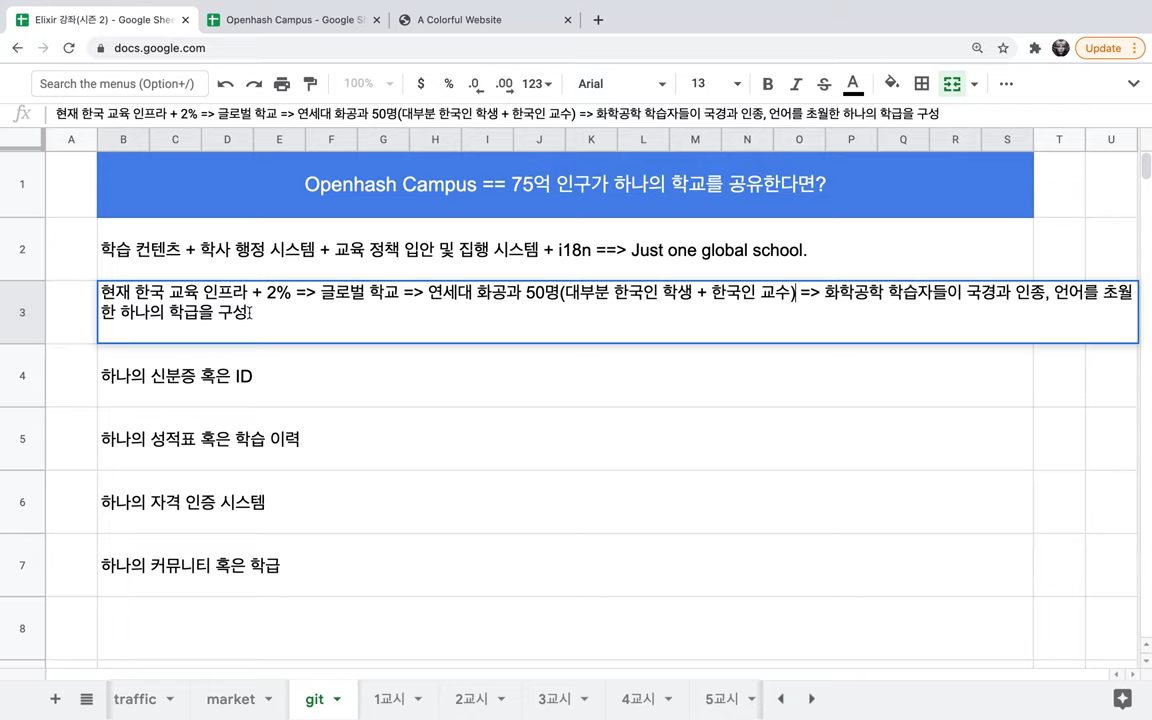 Elixir 강좌(시즌 2) - Google Shee
Openhash Campus - Google S
A Colorful Website
docs.google.com
Update
Search the menus (Option+/)
100%
$ % .0 .00 123
Arial
13
B I S A
fx 현재 한국 교육 인프라 + 2% => 글로벌 학교 => 연세대 화공과 50명(대부분 한국인 학생 + 한국인 교수) => 화학공학 학습자들이 국경과 인종, 언어를 초월한 하나의 학급을 구성
A B C D E F G H I J K L M N O P Q R S T U
1 Openhash Campus == 75억 인구가 하나의 학교를 공유한다면?
2 학습 컨텐츠 + 학사 행정 시스템 + 교육 정책 입안 및 집행 시스템 + i18n ==> Just one global school.
3 현재 한국 교육 인프라 + 2% => 글로벌 학교 => 연세대 화공과 50명(대부분 한국인 학생 + 한국인 교수) => 화학공학 학습자들이 국경과 인종, 언어를 초월
한 하나의 학급을 구성
4 하나의 신분증 혹은 ID
5 하나의 성적표 혹은 학습 이력
6 하나의 자격 인증 시스템
7 하나의 커뮤니티 혹은 학급
8
traffic market git 1교시 2교시 3교시 4교시 5교시